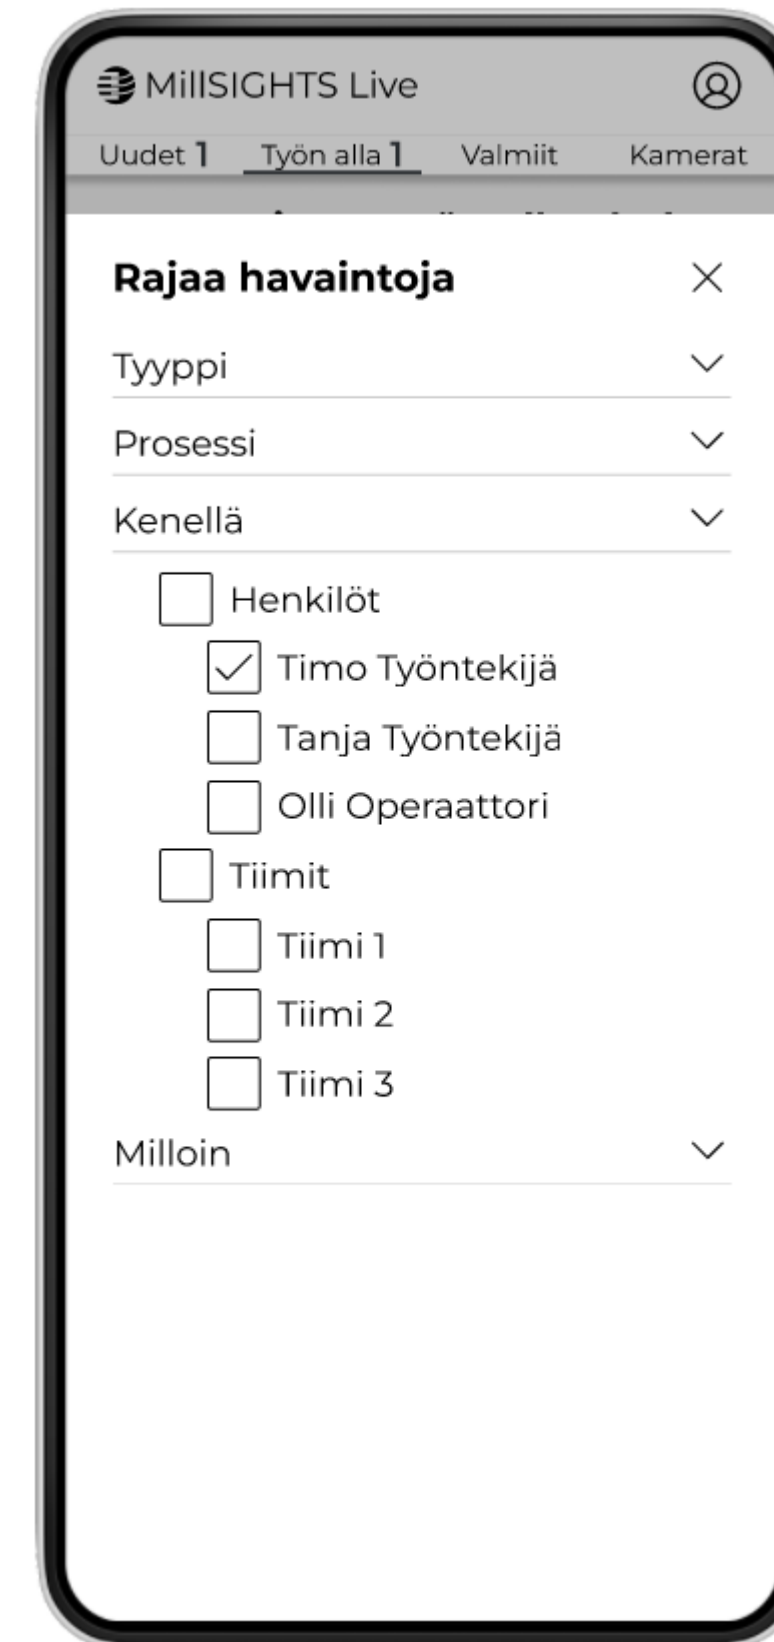 MillSIGHTS Live
Uudet 1 Työn alla 1 Valmiit Kamerat
Rajaa havaintoja
Tyyppi
Prosessi
Kenellä
Henkilöt
Timo Työntekijä
Tanja Työntekijä
Olli Operaattori
Tiimit
Tiimi 1
Tiimi 2
Tiimi 3
Milloin